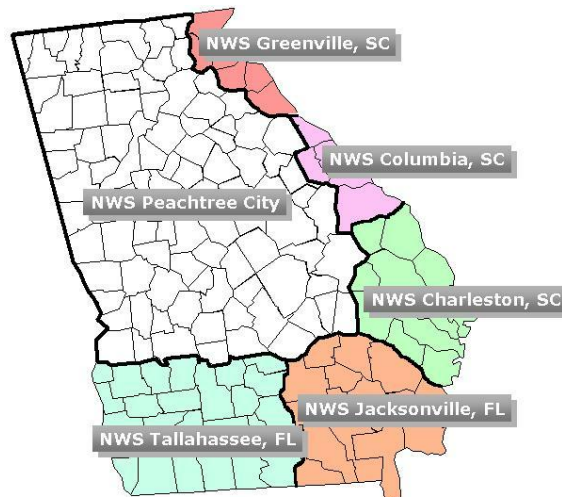 NWS Greenville, SC
NWS Columbia, SC
NWS Peachtree City
NWS Charleston, SC
NWS Jacksonville, FL
NWS Tallahassee, FL